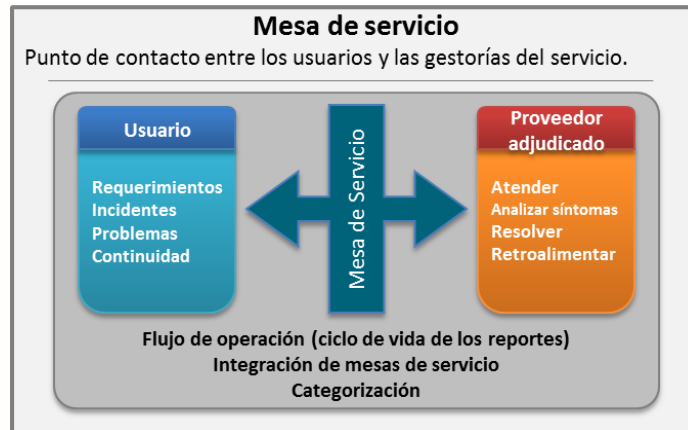 Mesa de servicio
Punto de contacto entre los usuarios y las gestorías del servicio.
Usuario
Requerimientos
Incidentes
Problemas
Continuidad
Mesa de Servicio
Proveedor
adjudicado
Atender
Analizar síntomas
Resolver
Retroalimentar
Flujo de operación (ciclo de vida de los reportes)
Integración de mesas de servicio
Categorización